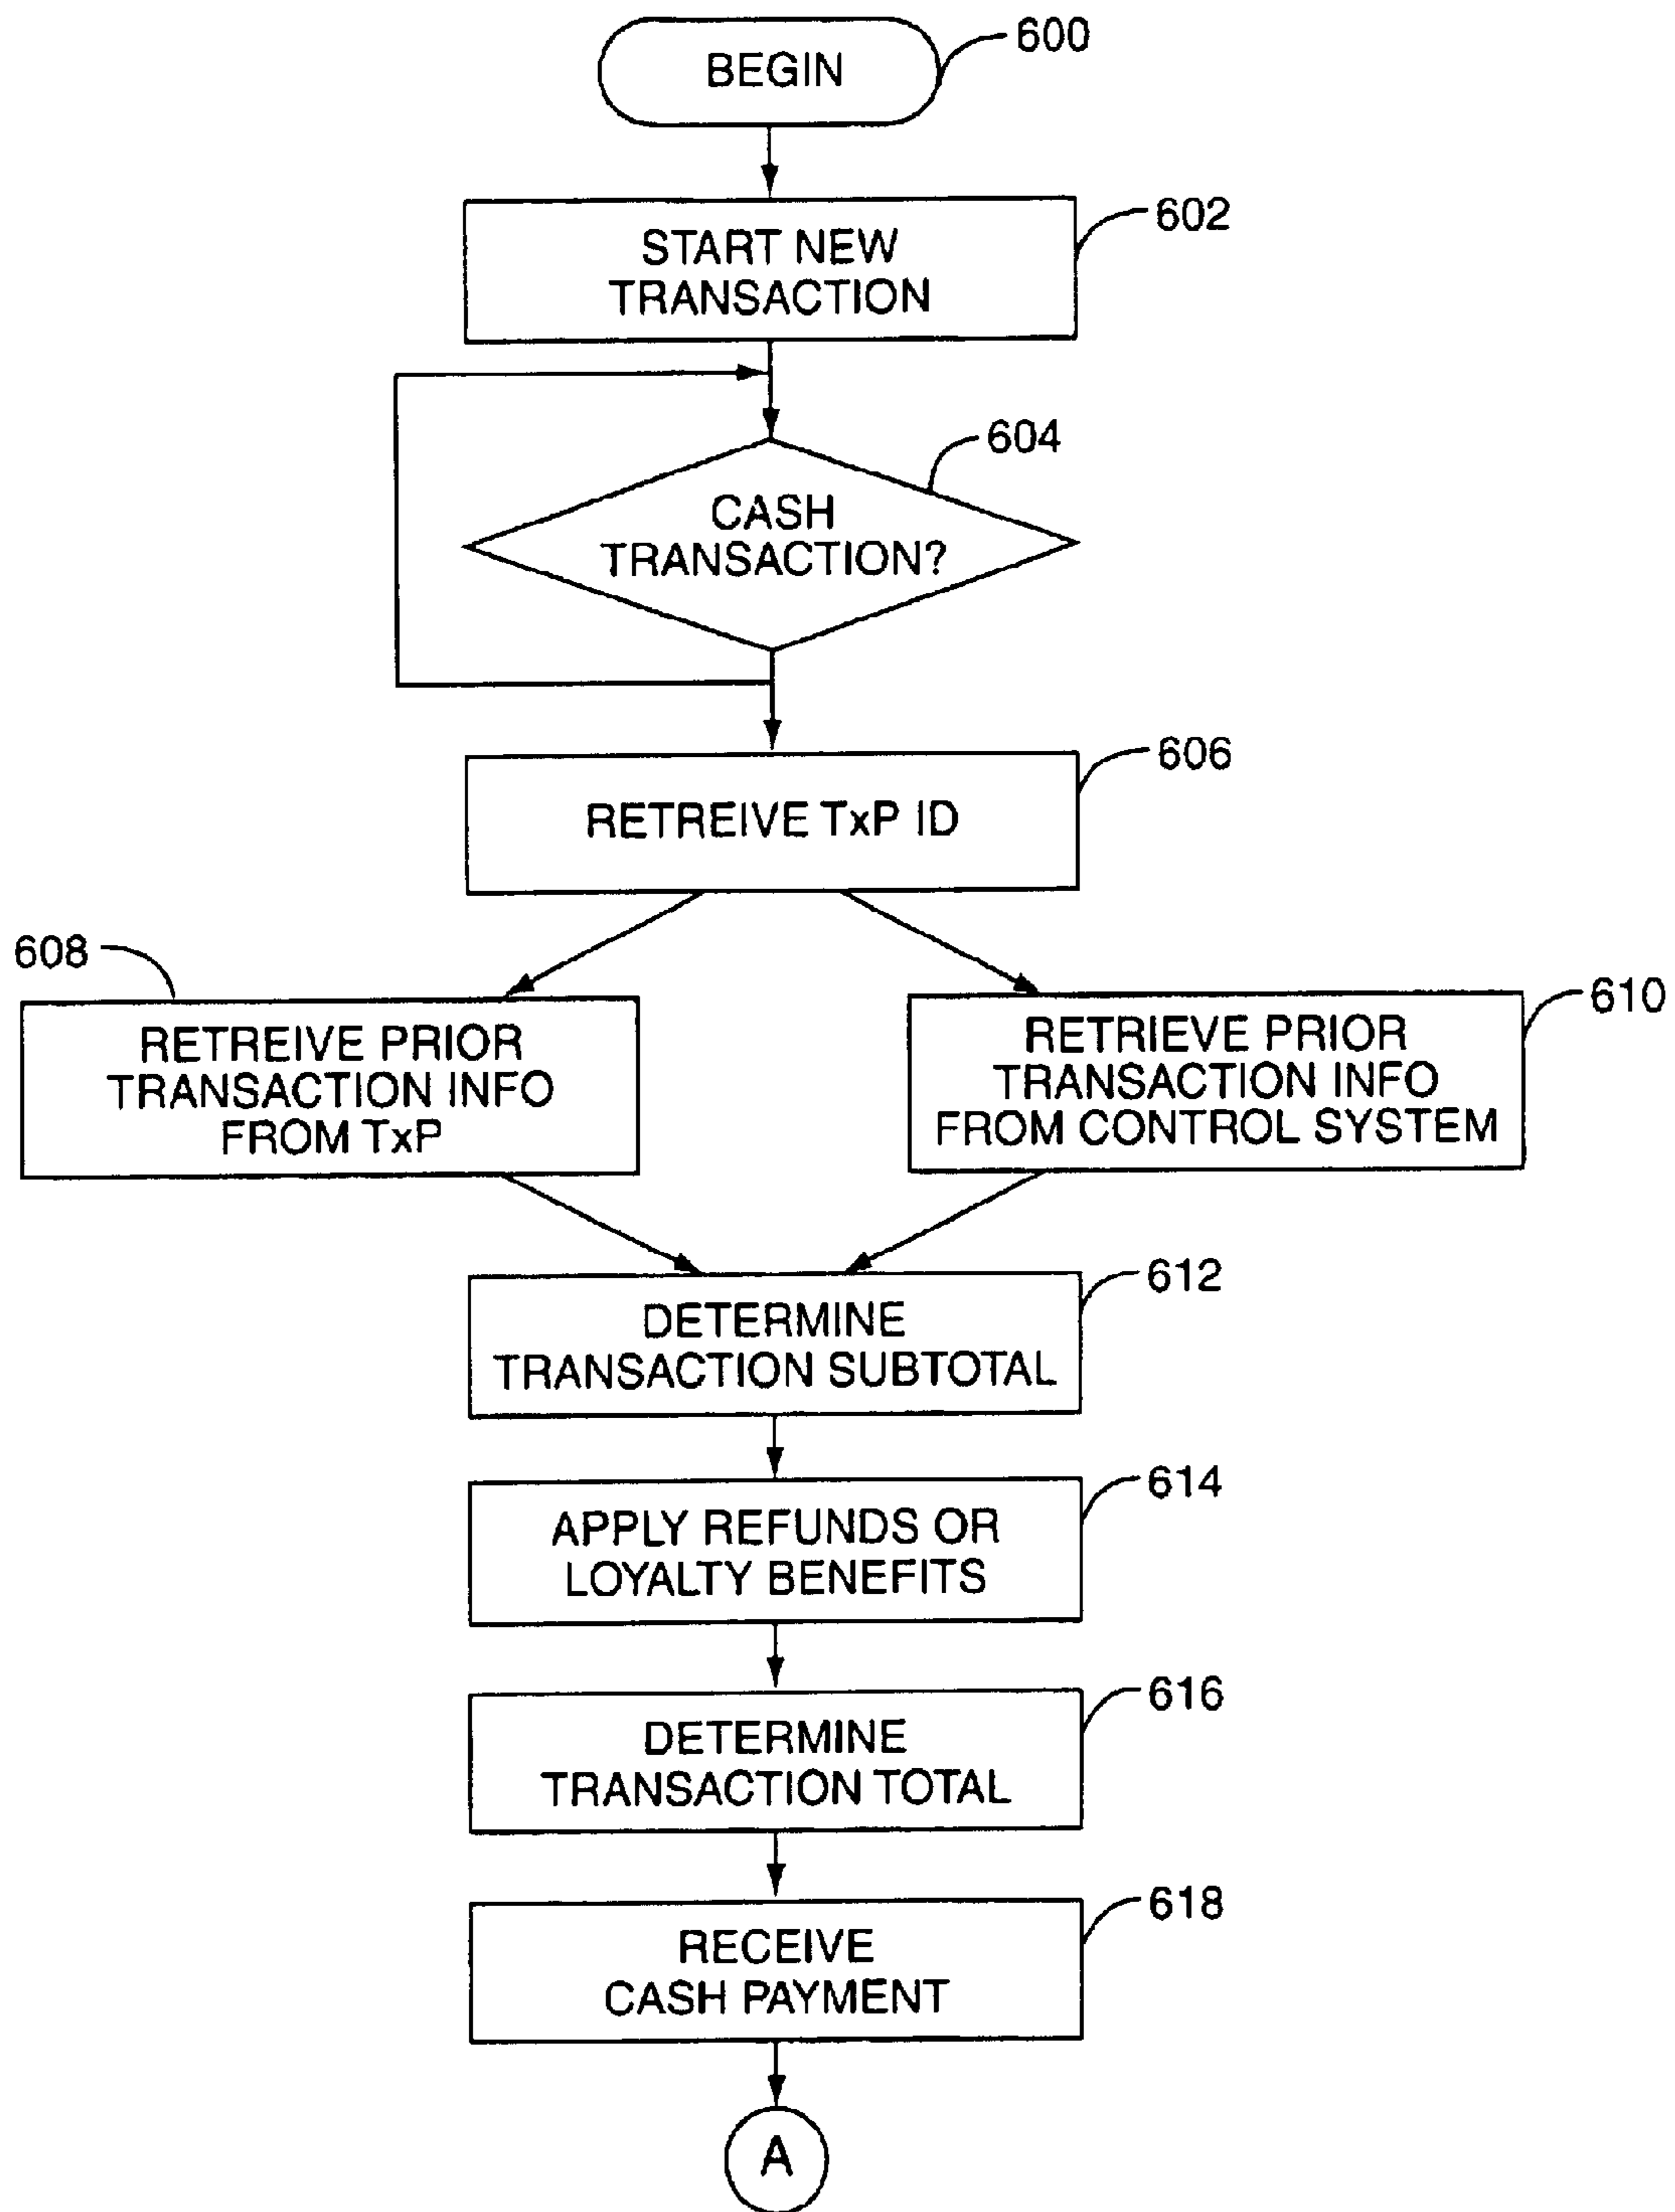 BEGIN
600
START NEW
TRANSACTION
602
604
CASH
TRANSACTION?
606
RETREIVE TxP ID
608
RETREIVE PRIOR
TRANSACTION INFO
FROM TxP
610
RETRIEVE PRIOR
TRANSACTION INFO
FROM CONTROL SYSTEM
612
DETERMINE
TRANSACTION SUBTOTAL
614
APPLY REFUNDS OR
LOYALTY BENEFITS
616
DETERMINE
TRANSACTION TOTAL
618
RECEIVE
CASH PAYMENT
A